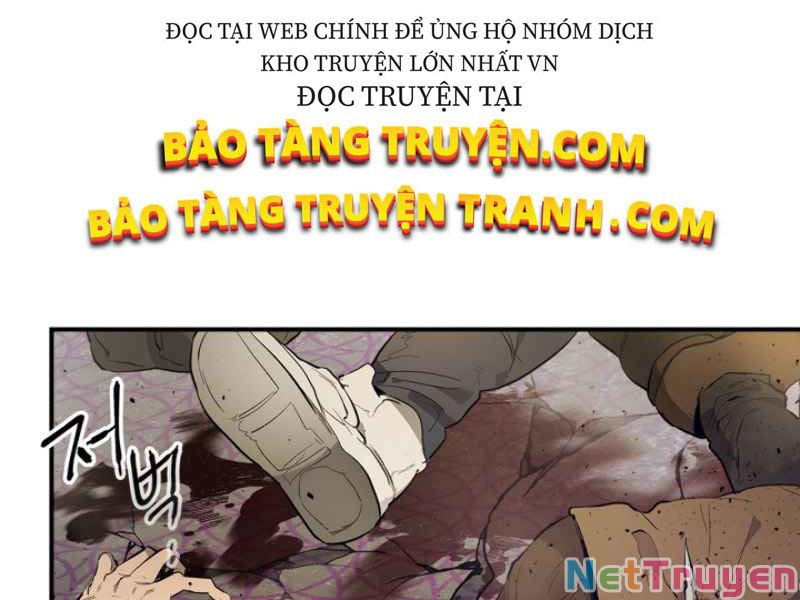 ĐỌC TẠI WEB CHÍNH ĐỂ ỦNG HỘ NHÓM DỊCH
KHO TRUYỆN LỚN NHẤT VN
ĐỌC TRUYỆN TẠI
BẢO TÀNG TRUYỆN.COM
BẢO TÀNG TRUYỆN TRANH.COM
저벅
NetTruyen